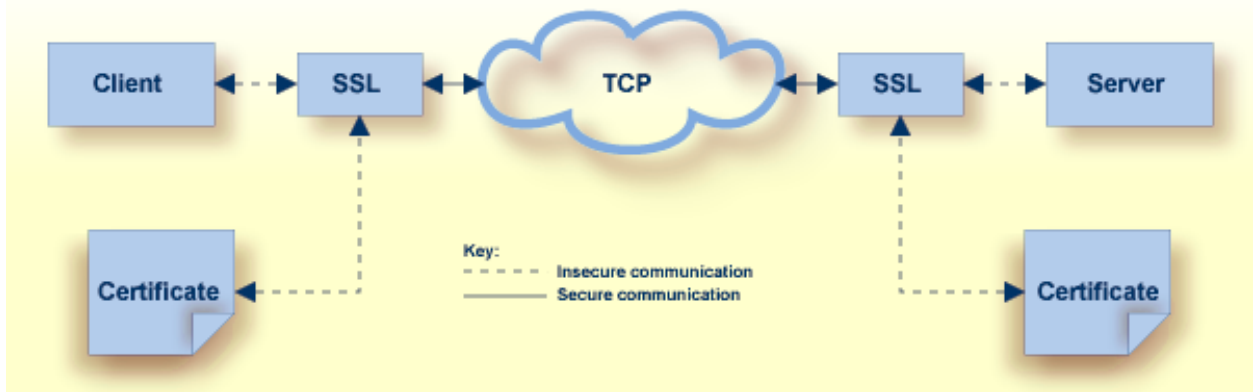 Client
SSL
TCP
SSL
Server
Certificate
Key:
Insecure communication
Secure communication
Certificate